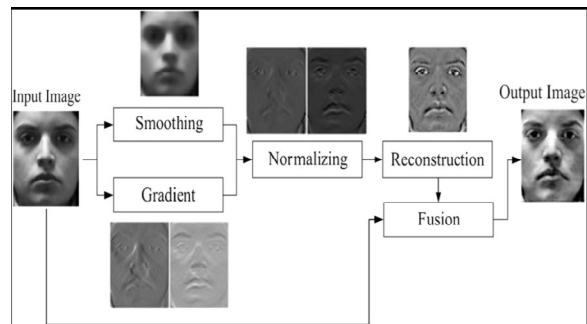 Input Image
Smoothing
Gradient
Normalizing
Reconstruction
Fusion
Output Image